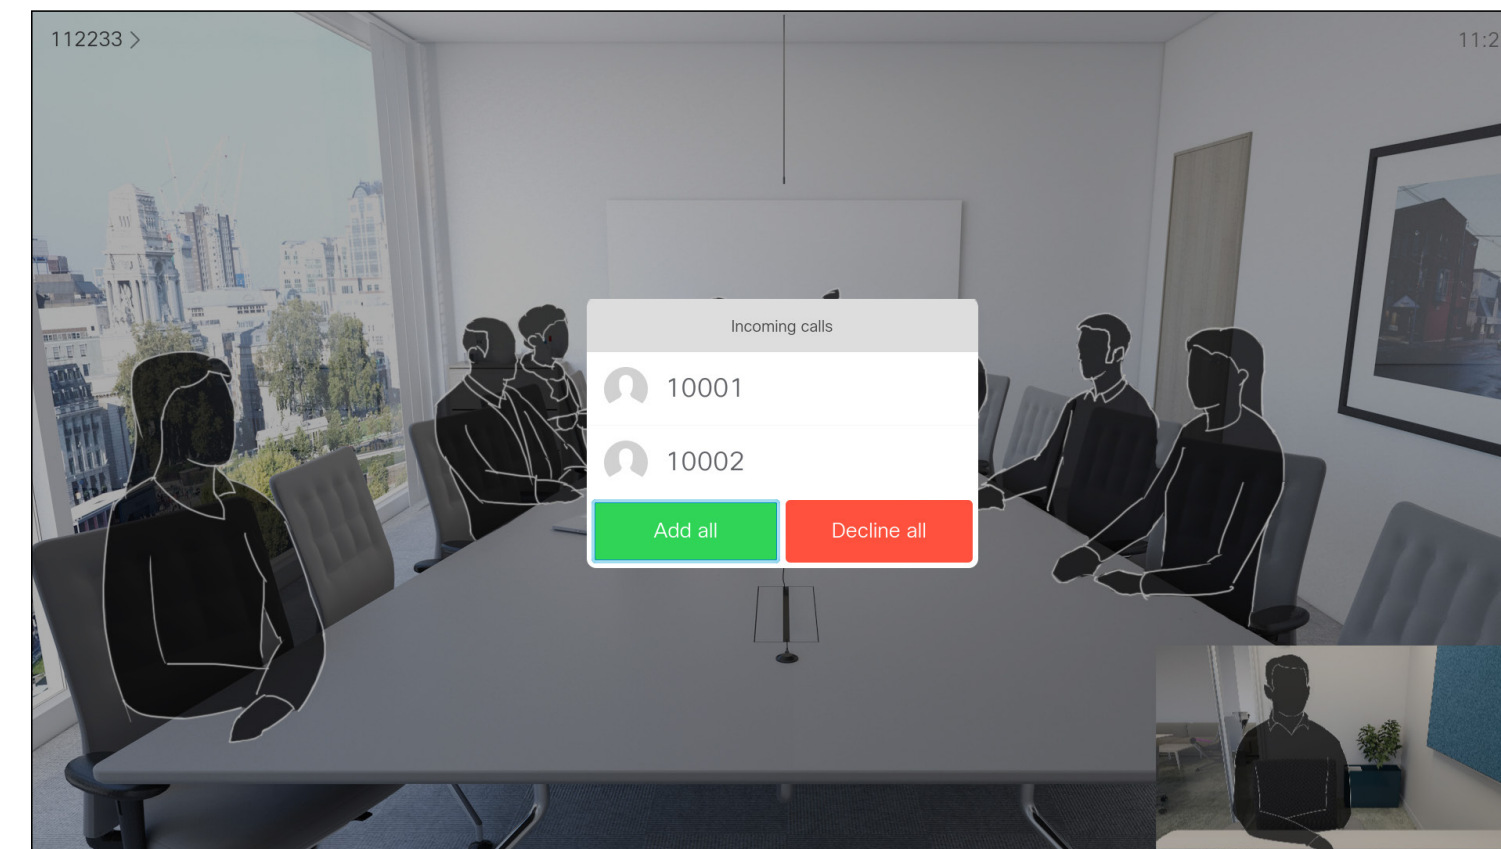 112233 >
11:2
Incoming calls
10001
10002
Add all
Decline all